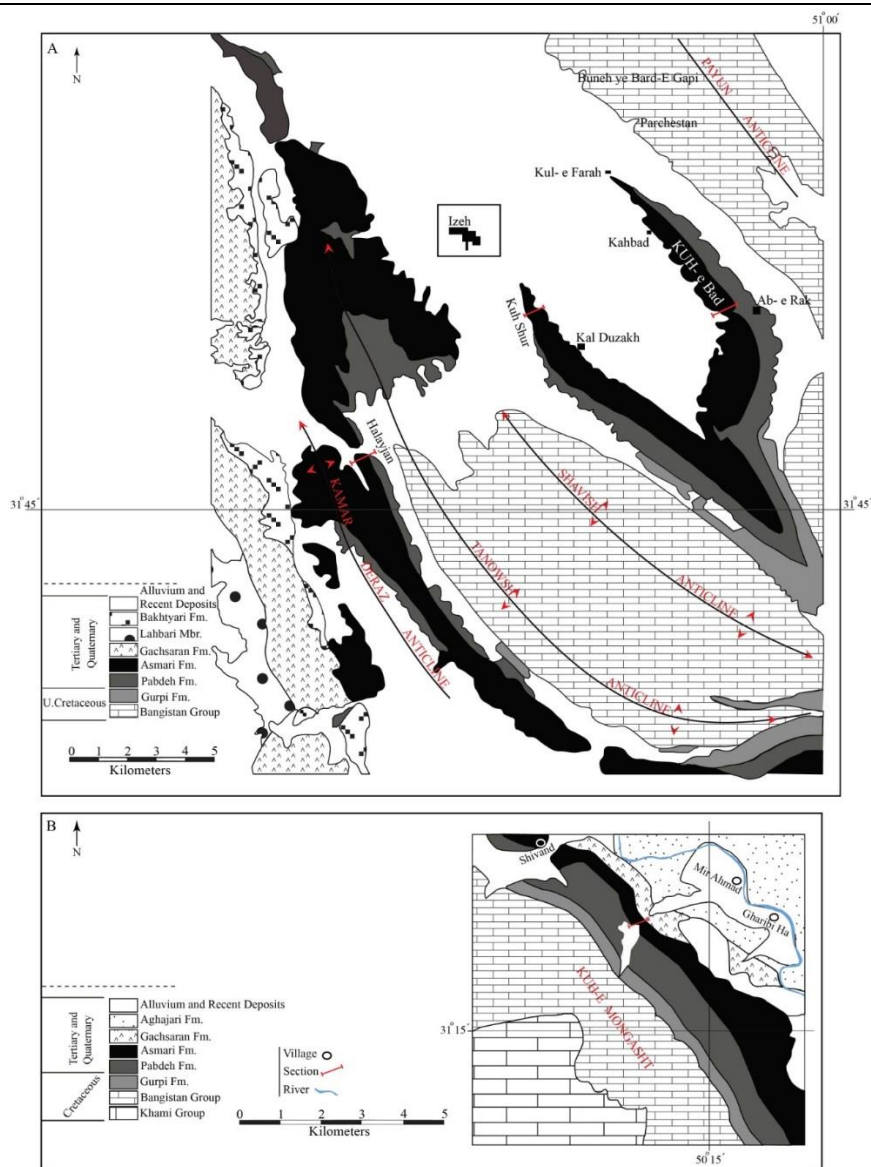 51° 00´
A
N
Buneh ye Bard-E Gapi
PAYUN
ANTICLINE
Parchestan
Kul- e Farah
Izeh
Kahbad
KUH- e Bad
Ab- e Rak
Kuh Shur
Kal Duzakh
Halayjan
31° 45´
31° 45´
KAMAR
DERAZ
ANTICLINE
SHAVISH
ANTICLINE
TANOWSH
ANTICLINE
Tertiary and
Quaternary
U.Cretaceous
Alluvium and
Recent Deposits
Bakhtyari Fm.
Lahbari Mbr.
Gachsaran Fm.
Asmari Fm.
Pabdeh Fm.
Gurpi Fm.
Bangistan Group
0 1 2 3 4 5
Kilometers
B
N
Shivand
Mir Ahmad
Gharibi Ha
KUH-E MONGASHT
31° 15´
50° 15´
Tertiary and
Quaternary
Cretaceous
Alluvium and Recent Deposits
Aghajari Fm.
Gachsaran Fm.
Asmari Fm.
Pabdeh Fm.
Gurpi Fm.
Bangistan Group
Khami Group
Village
Section
River
0 1 2 3 4 5
Kilometers